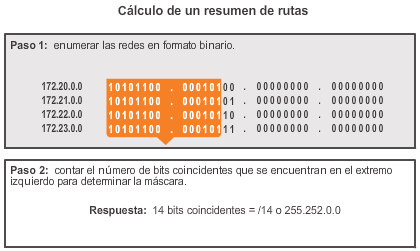 Cálculo de un resumen de rutas
Paso 1: enumerar las redes en formato binario.
172.20.0.0 10101100 . 00010100 . 00000000 . 00000000
172.21.0.0 10101100 . 00010101 . 00000000 . 00000000
172.22.0.0 10101100 . 00010110 . 00000000 . 00000000
172.23.0.0 10101100 . 00010111 . 00000000 . 00000000
Paso 2: contar el número de bits coincidentes que se encuentran en el extremo
izquierdo para determinar la máscara.
Respuesta: 14 bits coincidentes = /14 o 255.252.0.0